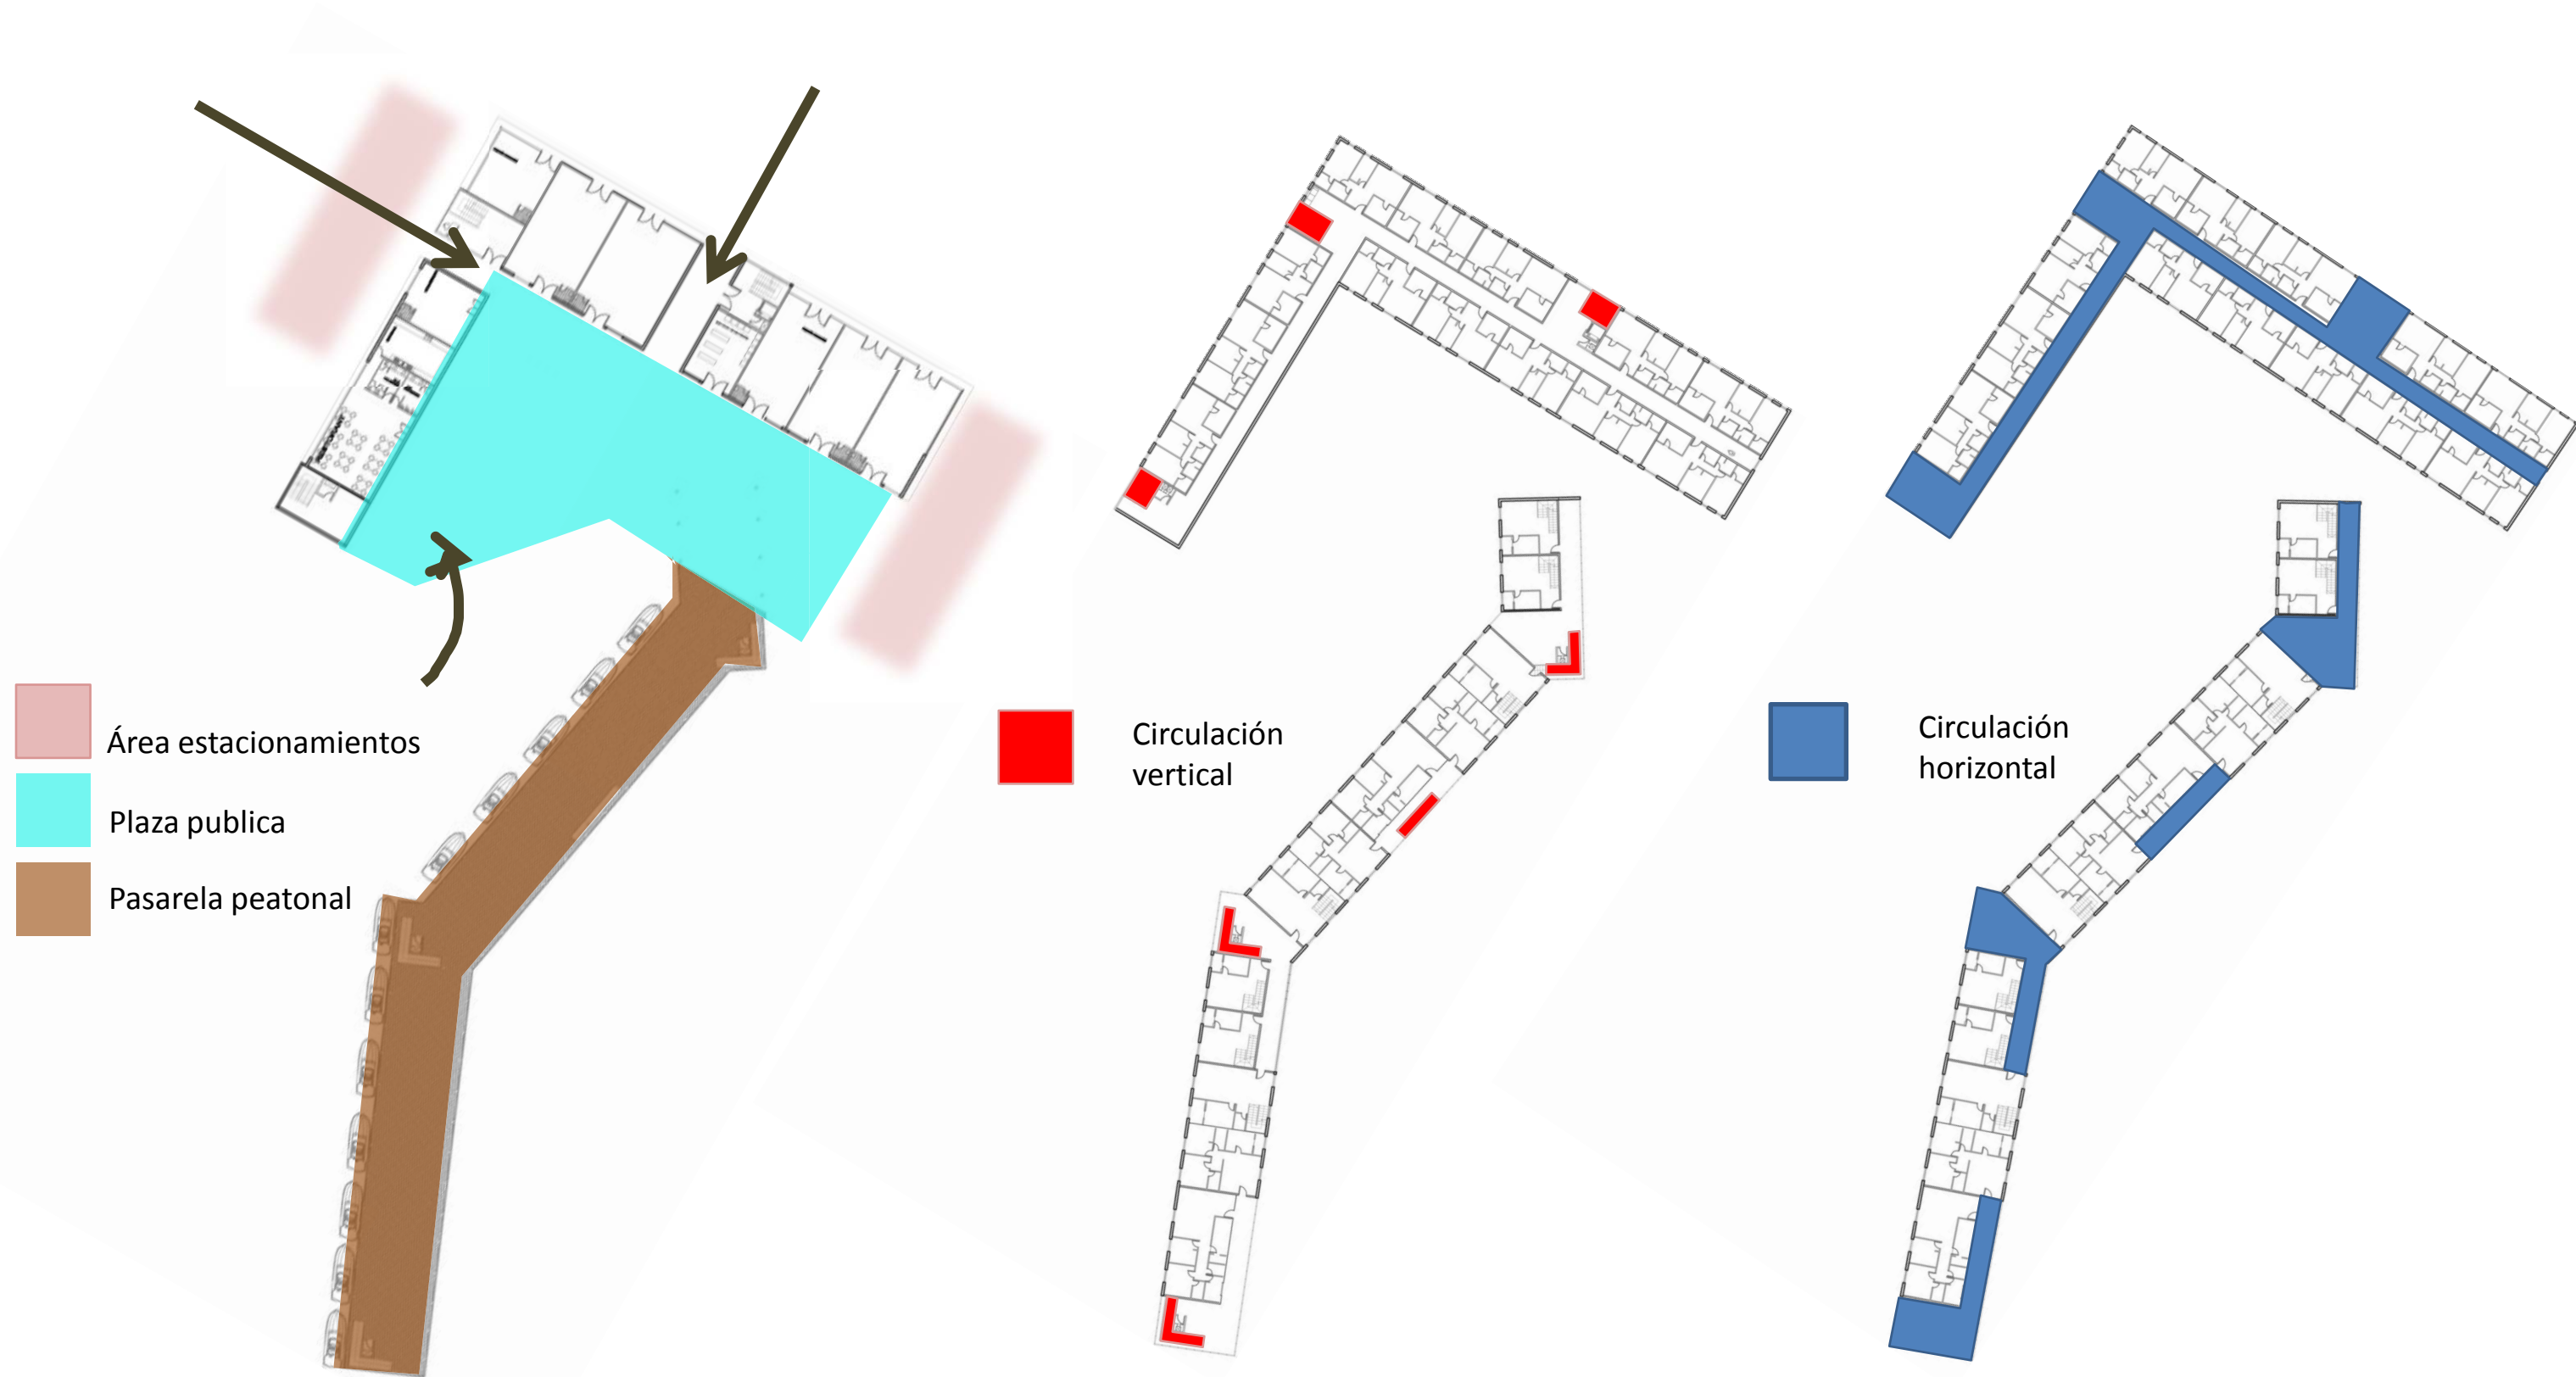 Área estacionamientos
Plaza publica
Pasarela peatonal
Circulación
vertical
Circulación
horizontal